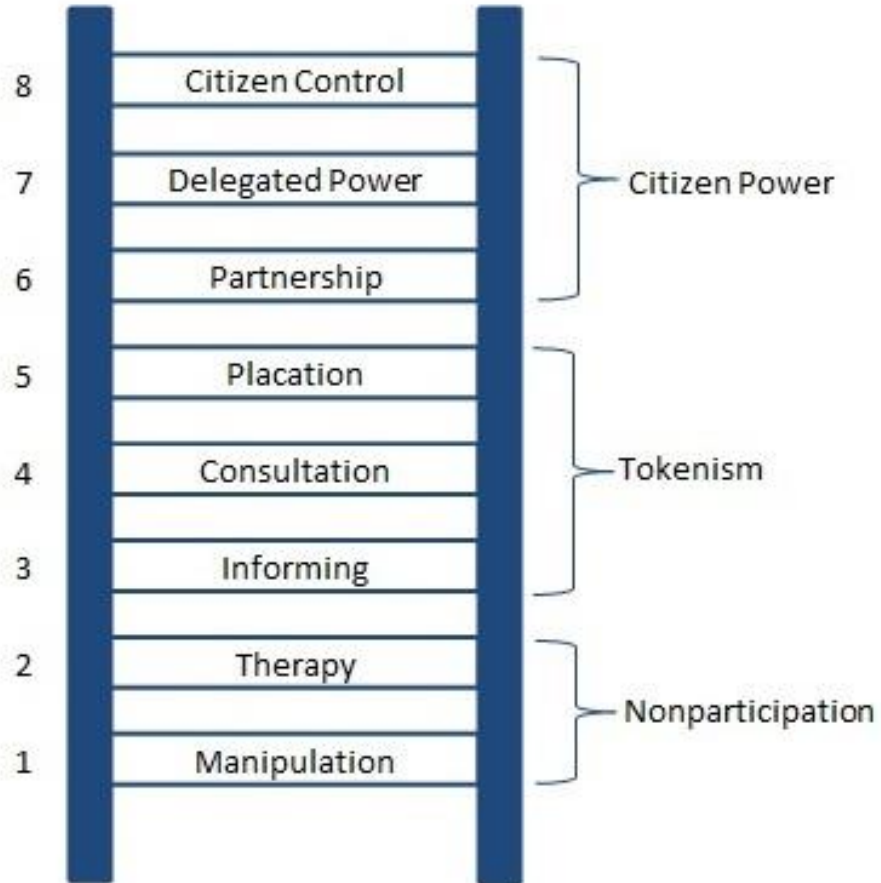 8 Citizen Control
7 Delegated Power
Citizen Power
6 Partnership
5 Placation
4 Consultation
Tokenism
3 Informing
2 Therapy
Nonparticipation
1 Manipulation